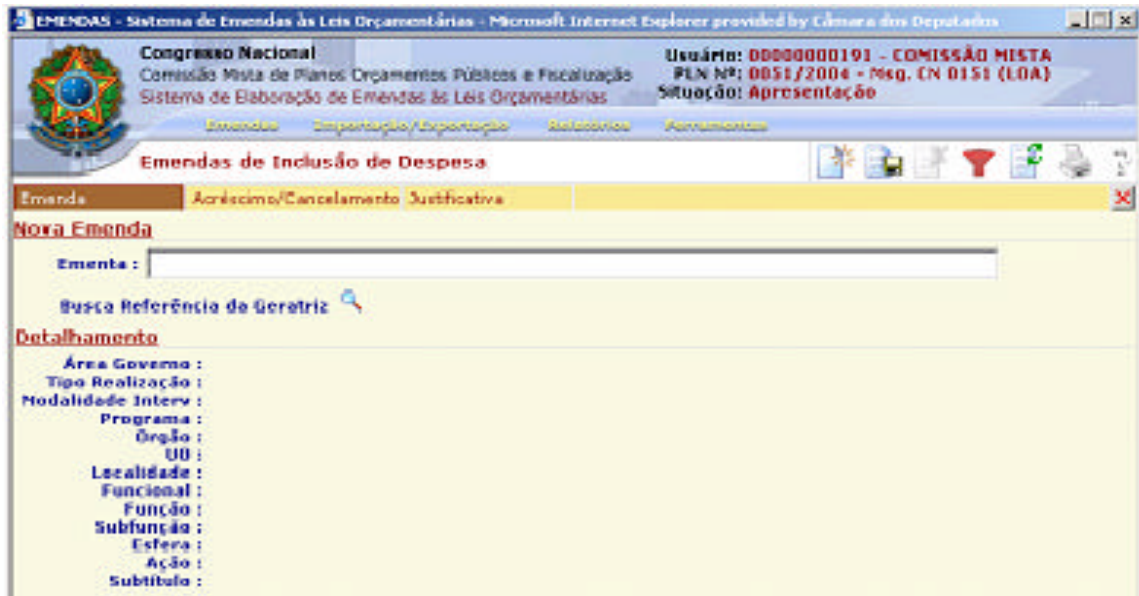 EMENDAS - Sistema de Emendas às Leis Orçamentárias - Microsoft Internet Explorer provided by Câmara dos Deputados
Congresso Nacional
Comissão Mista de Planos Orçamentos Públicos e Fiscalização
Sistema de Elaboração de Emendas às Leis Orçamentárias
Usuário: 00000000191 - COMISSÃO MISTA
PLN Nº: 0051/2004 - Msg. CN 0151 (LOA)
Situação: Apresentação
Emendas Importação/Exportação Relatórios Ferramentas
Emendas de Inclusão de Despesa
Emenda Acréscimo/Cancelamento Justificativa
Nova Emenda
Ementa :
Busca Referência da Geratriz
Detalhamento
Área Governo :
Tipo Realização :
Modalidade Interv :
Programa :
Órgão :
UO :
Localidade :
Funcional :
Função :
Subfunção :
Esfera :
Ação :
Subtítulo :